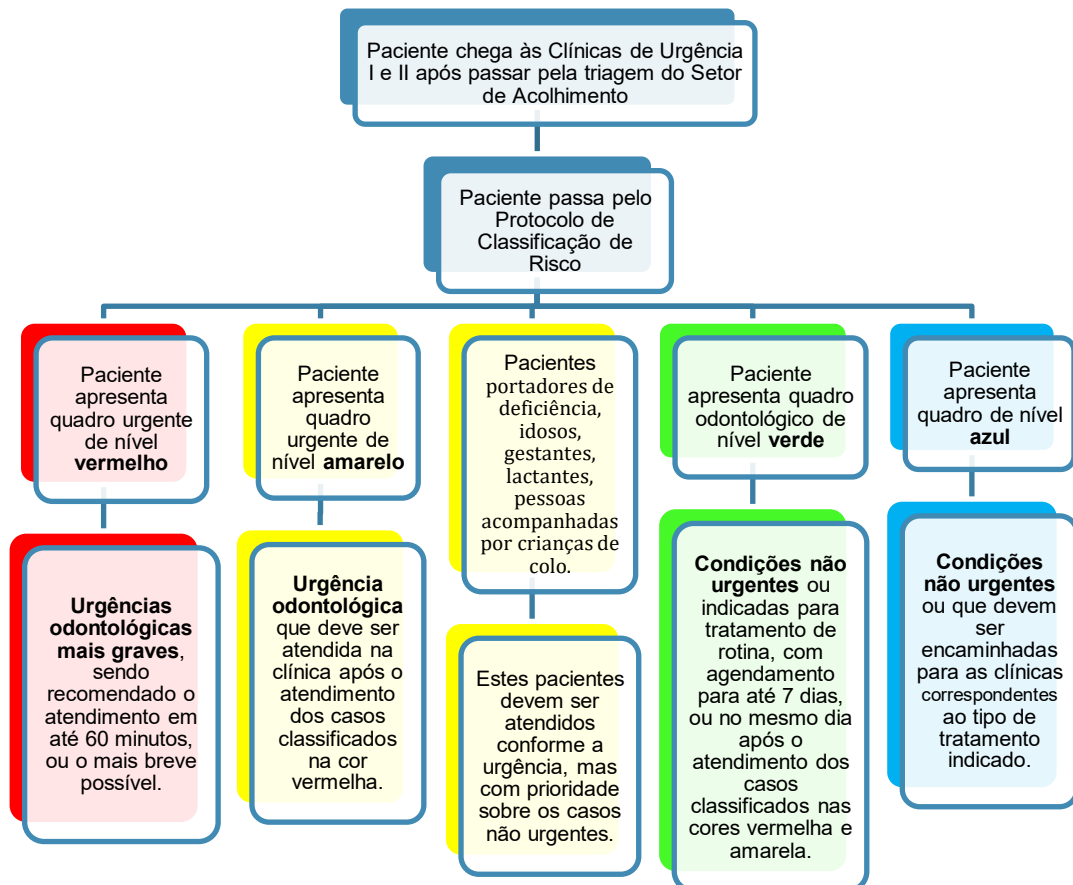 Paciente chega às Clínicas de Urgência
I e II após passar pela triagem do Setor
de Acolhimento
Paciente passa pelo
Protocolo de
Classificação de
Risco
Paciente
apresenta
quadro urgente
de nível
vermelho
Paciente
apresenta
quadro
urgente de
nível amarelo
Pacientes
portadores de
deficiência,
idosos,
gestantes,
lactantes,
pessoas
acompanhadas
por crianças de
colo.
Paciente
apresenta quadro
odontológico de
nível verde
Paciente
apresenta
quadro de nível
azul
Urgências
odontológicas
mais graves,
sendo
recomendado o
atendimento em
até 60 minutos,
ou o mais breve
possível.
Urgência
odontológica
que deve ser
atendida na
clínica após o
atendimento
dos casos
classificados
na cor
vermelha.
Estes pacientes
devem ser
atendidos
conforme a
urgência, mas
com prioridade
sobre os casos
não urgentes.
Condições não
urgentes ou
indicadas para
tratamento de
rotina, com
agendamento
para até 7 dias,
ou no mesmo dia
após o
atendimento dos
casos
classificados nas
cores vermelha e
amarela.
Condições
não urgentes
ou que devem
ser
encaminhadas
para as clínicas
correspondentes
ao tipo de
tratamento
indicado.